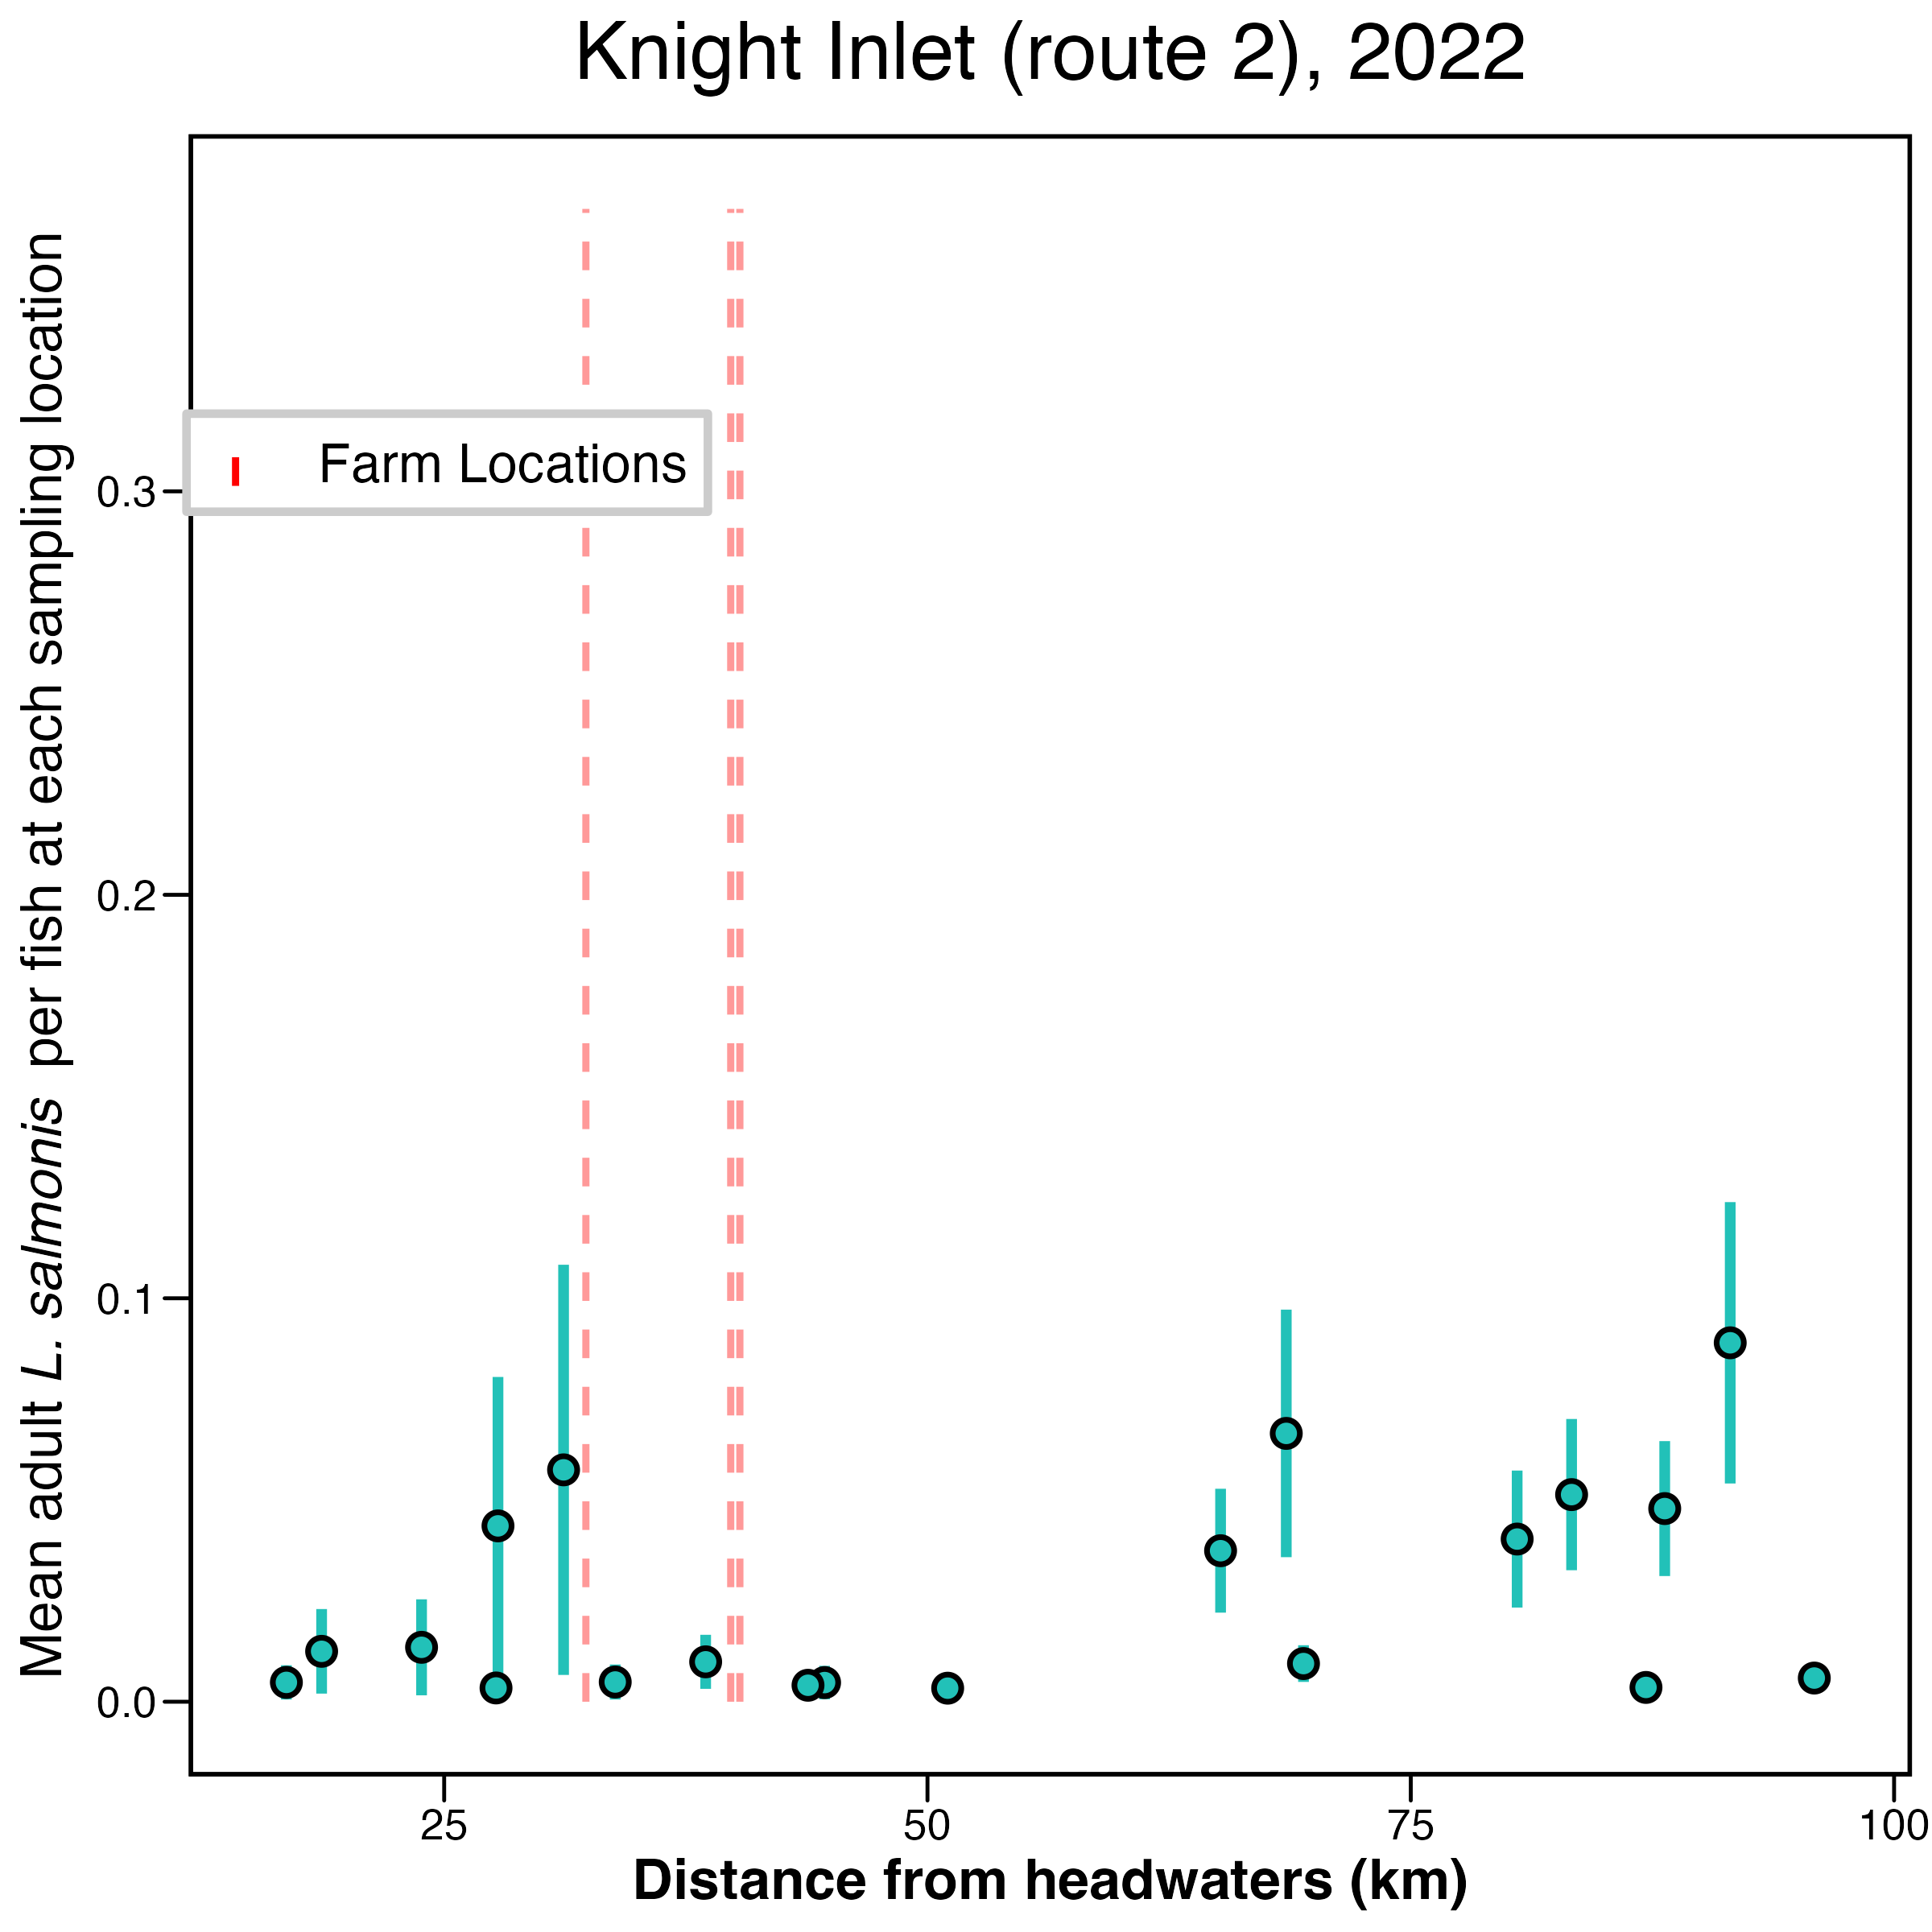 Knight Inlet (route 2), 2022
Mean adult L. salmonis per fish at each sampling location
Farm Locations
0.3
0.2
0.1
0.0
25
50
75
100
Distance from headwaters (km)